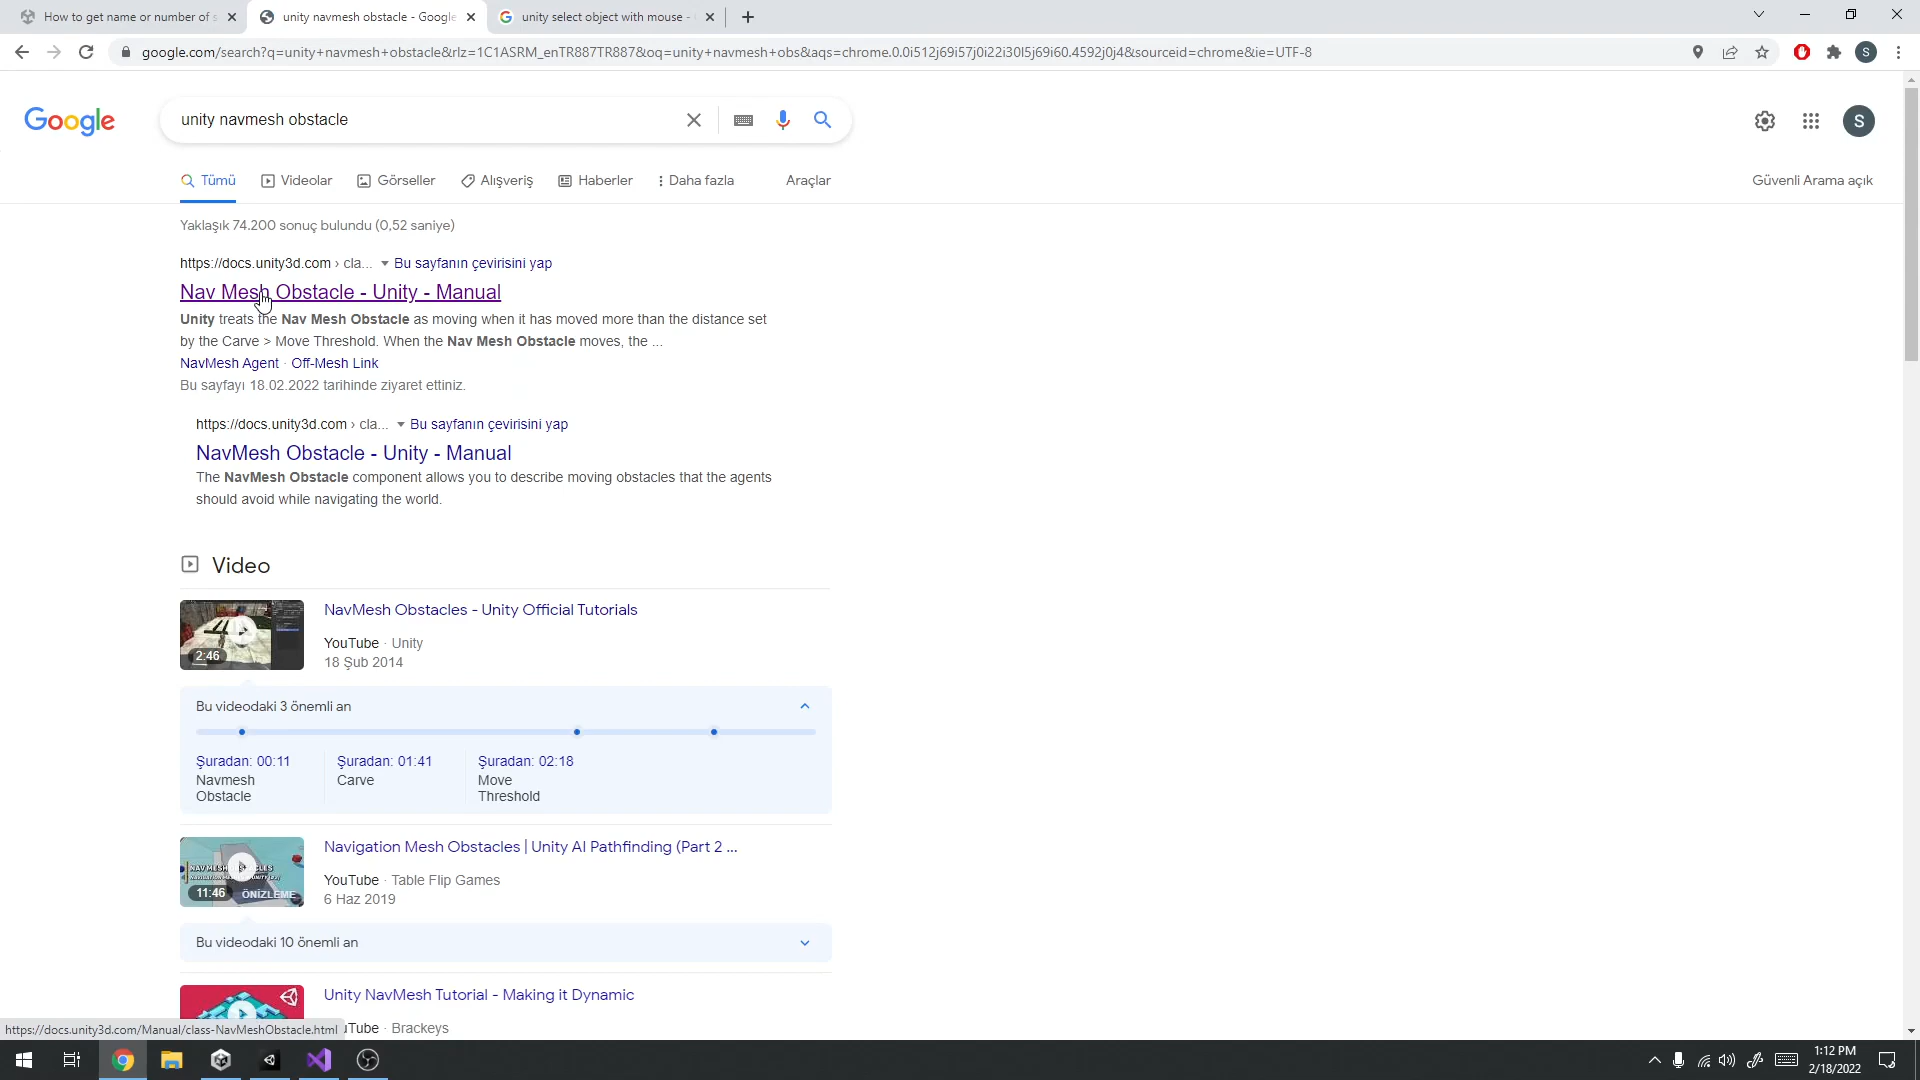 How to get name or number of s
unity navmesh obstacle - Google
unity select object with mouse -
google.com/search?q=unity+navmesh+obstacle&rlz=1C1ASRM_enTR887TR887&oq=unity+navmesh+obs&aqs=chrome.0.0i512j69i57j0i22i30l5j69i60.4592j0j4&sourceid=chrome&ie=UTF-8
S
Google
unity navmesh obstacle
S
Tümü
Videolar
Görseller
Alışveriş
Haberler
Daha fazla
Araçlar
Güvenli Arama açık
Yaklaşık 74.200 sonuç bulundu (0,52 saniye)
https://docs.unity3d.com › cla... Bu sayfanın çevirisini yap
Nav Mesh Obstacle - Unity - Manual
Unity treats the Nav Mesh Obstacle as moving when it has moved more than the distance set
by the Carve > Move Threshold. When the Nav Mesh Obstacle moves, the ...
NavMesh Agent · Off-Mesh Link
Bu sayfayı 18.02.2022 tarihinde ziyaret ettiniz.
https://docs.unity3d.com › cla... Bu sayfanın çevirisini yap
NavMesh Obstacle - Unity - Manual
The NavMesh Obstacle component allows you to describe moving obstacles that the agents
should avoid while navigating the world.
Video
NavMesh Obstacles - Unity Official Tutorials
YouTube · Unity
18 Şub 2014
2:46
Bu videodaki 3 önemli an
Şuradan: 00:11
Navmesh
Obstacle
Şuradan: 01:41
Carve
Şuradan: 02:18
Move
Threshold
Navigation Mesh Obstacles | Unity AI Pathfinding (Part 2 ...
YouTube · Table Flip Games
6 Haz 2019
11:46
ÖNİZLEME
Bu videodaki 10 önemli an
Unity NavMesh Tutorial - Making it Dynamic
uTube · Brackeys
https://docs.unity3d.com/Manual/class-NavMeshObstacle.html
1:12 PM
2/18/2022